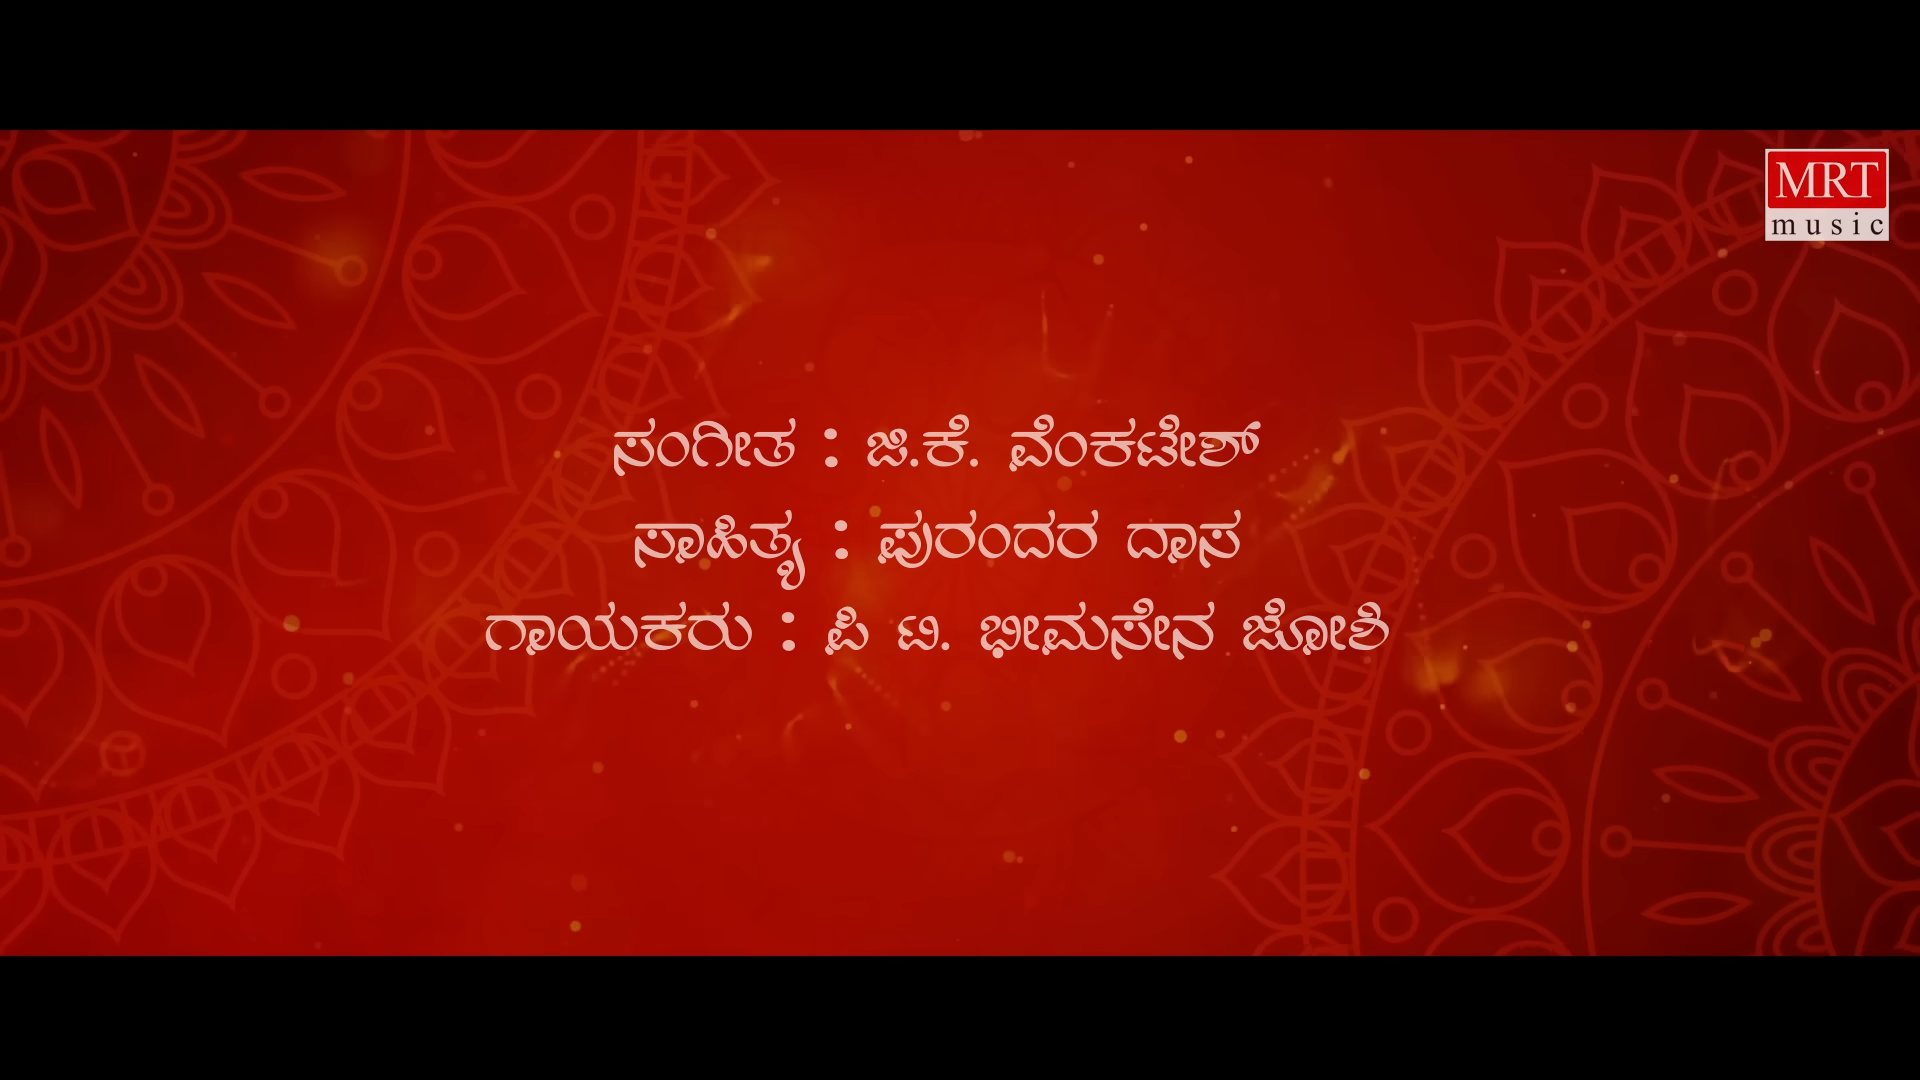 MRT
music
ಸಂಗೀತ : ಜಿ.ಕೆ. ವೆಂಕಟೇಶ್
ಸಾಹಿತ್ಯ : ಪುರಂದರ ದಾಸ
ಗಾಯಕರು : ಪಿ ಟಿ. ಭೀಮಸೇನ ಜೋಶಿ